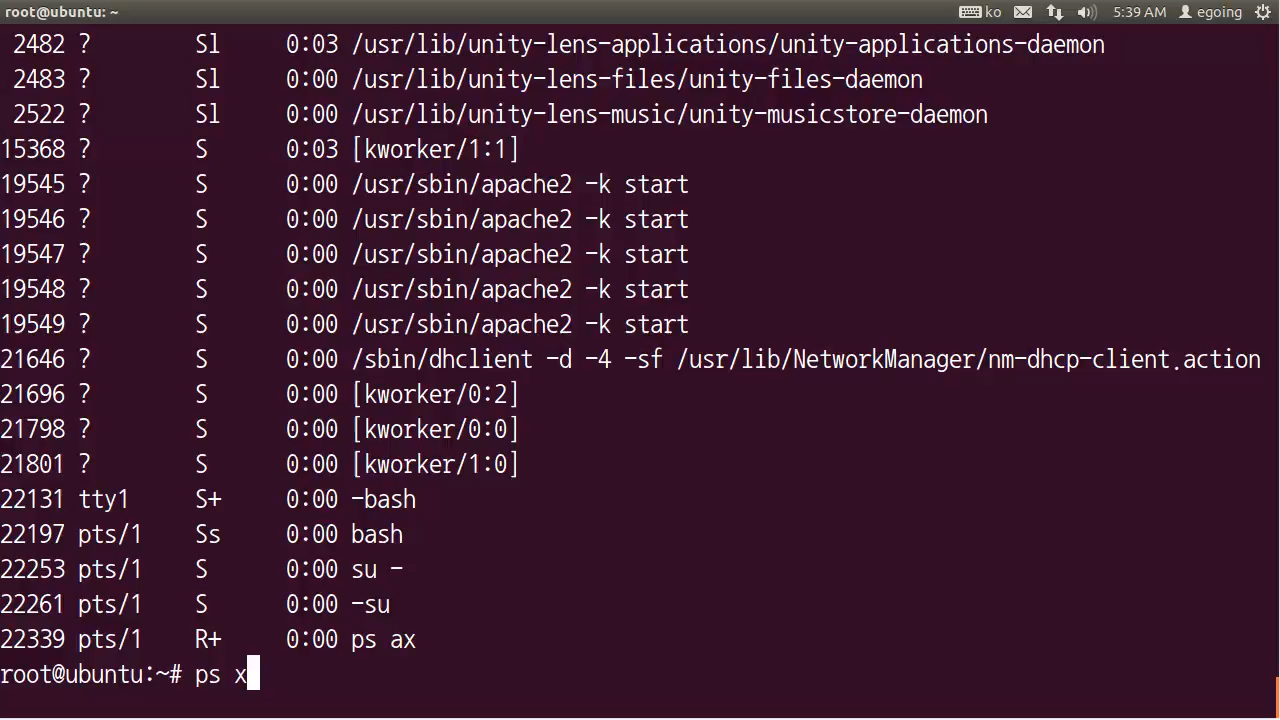 root@ubuntu: ~ ko 5:39 AM egoing
2482 ? Sl 0:03 /usr/lib/unity-lens-applications/unity-applications-daemon
2483 ? Sl 0:00 /usr/lib/unity-lens-files/unity-files-daemon
2522 ? Sl 0:00 /usr/lib/unity-lens-music/unity-musicstore-daemon
15368 ? S 0:03 [kworker/1:1]
19545 ? S 0:00 /usr/sbin/apache2 -k start
19546 ? S 0:00 /usr/sbin/apache2 -k start
19547 ? S 0:00 /usr/sbin/apache2 -k start
19548 ? S 0:00 /usr/sbin/apache2 -k start
19549 ? S 0:00 /usr/sbin/apache2 -k start
21646 ? S 0:00 /sbin/dhclient -d -4 -sf /usr/lib/NetworkManager/nm-dhcp-client.action
21696 ? S 0:00 [kworker/0:2]
21798 ? S 0:00 [kworker/0:0]
21801 ? S 0:00 [kworker/1:0]
22131 tty1 S+ 0:00 -bash
22197 pts/1 Ss 0:00 bash
22253 pts/1 S 0:00 su -
22261 pts/1 S 0:00 -su
22339 pts/1 R+ 0:00 ps ax
root@ubuntu:~# ps x